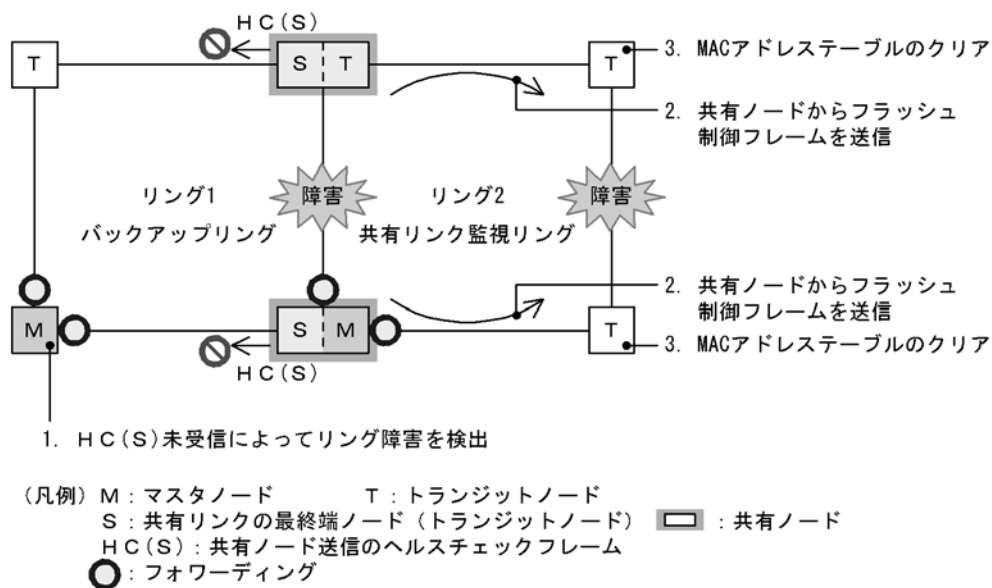 HC(S)
T
S T
T
3. MACアドレステーブルのクリア
2. 共有ノードからフラッシュ
制御フレームを送信
リング1
障害
リング2
障害
バックアップリング
共有リンク監視リング
2. 共有ノードからフラッシュ
制御フレームを送信
M
S M
T
3. MACアドレステーブルのクリア
HC(S)
1. HC(S)未受信によってリング障害を検出
(凡例) M:マスタノード T:トランジットノード
S:共有リンクの最終端ノード(トランジットノード) :共有ノード
HC(S):共有ノード送信のヘルスチェックフレーム
:フォワーディング